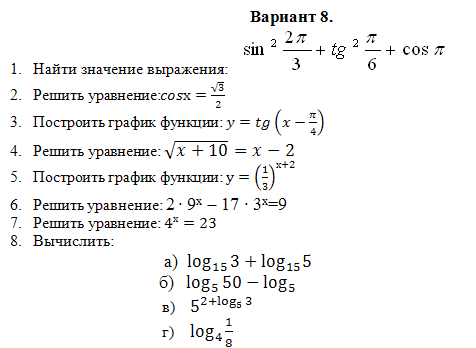 Вариант 8.
1. Найти значение выражения: sin² 2π/3 + tg² π/6 + cos π
2. Решить уравнение:cosx = √3/2
3. Построить график функции: y = tg (x − π/4)
4. Решить уравнение: √(x + 10) = x − 2
5. Построить график функции: y = (1/3)^(x+2)
6. Решить уравнение: 2 · 9ˣ − 17 · 3ˣ=9
7. Решить уравнение: 4ˣ = 23
8. Вычислить:
а) log₁₅ 3 + log₁₅ 5
б) log₅ 50 − log₅
в) 5^(2+log₅ 3)
г) log₄ 1/8